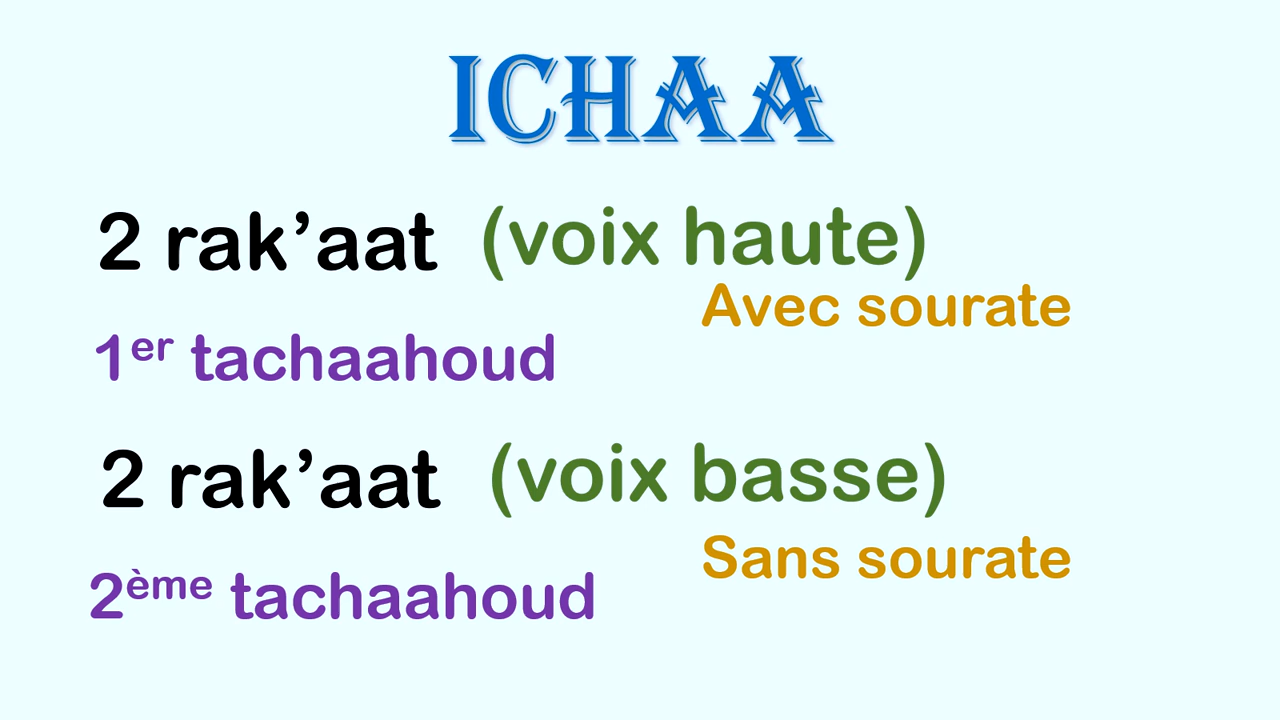 ICHAA
2 rak’aat (voix haute)
Avec sourate
1er tachaahoud
2 rak’aat (voix basse)
Sans sourate
2ème tachaahoud